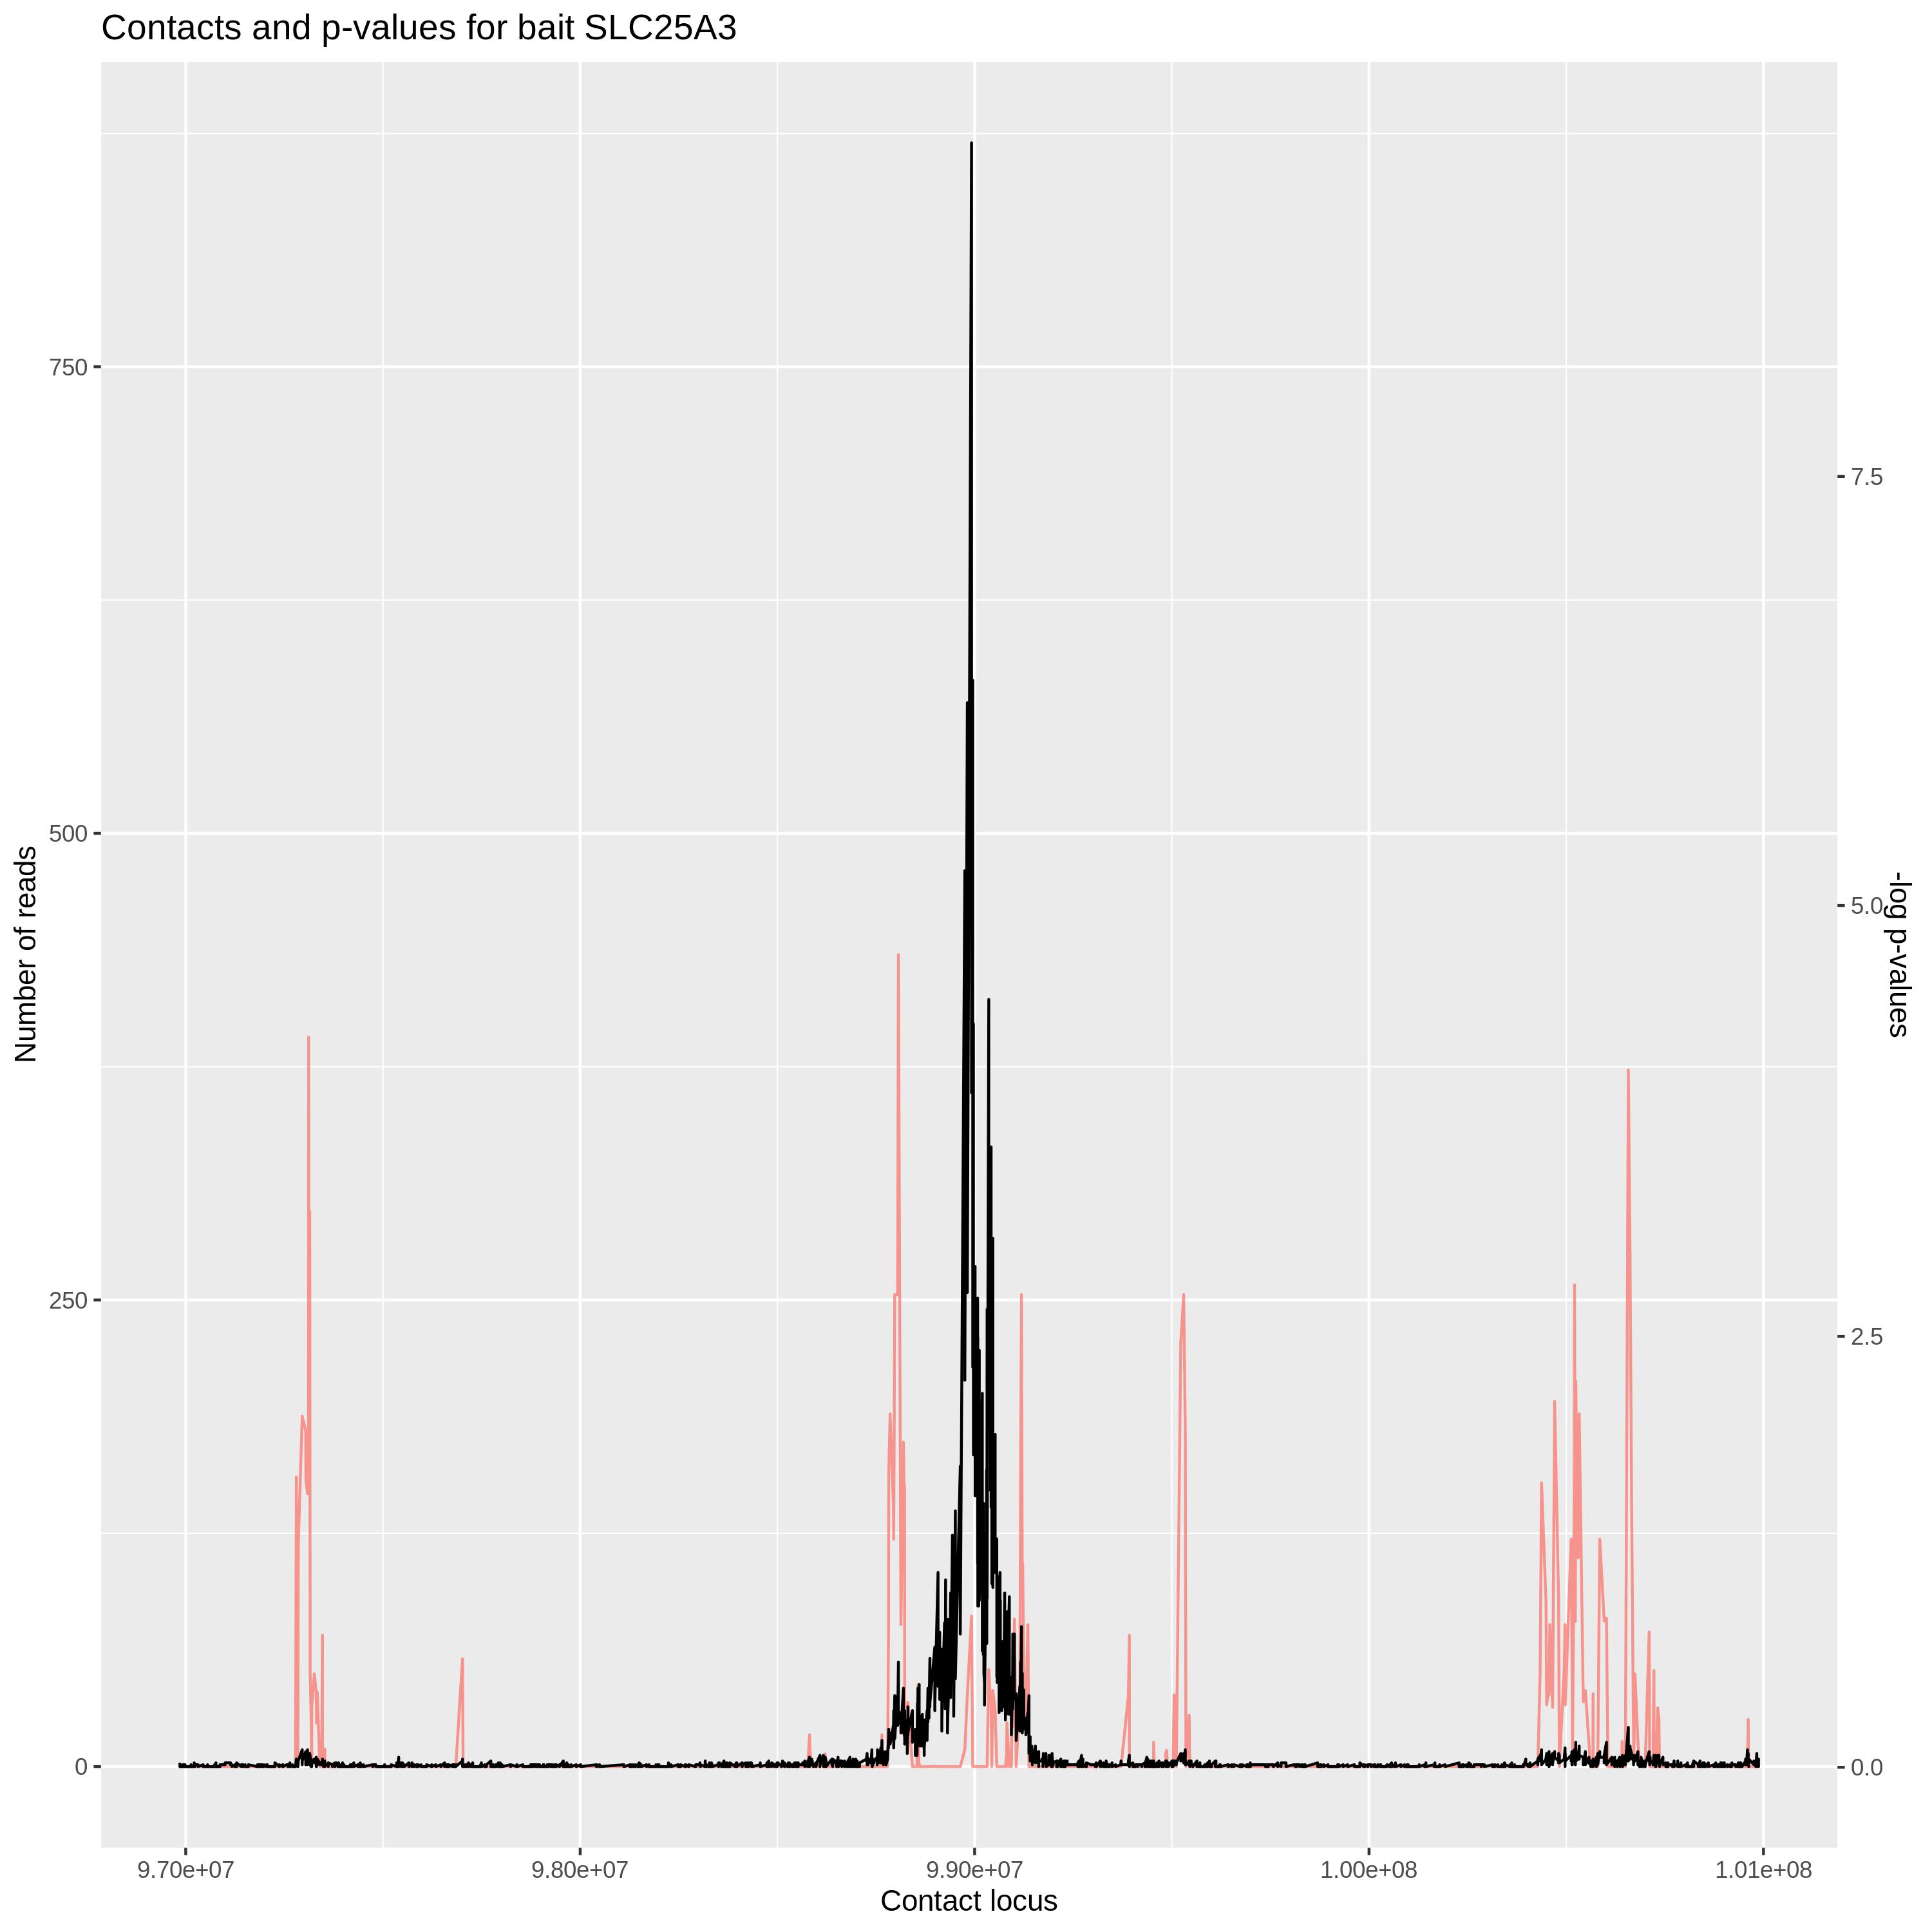 Contacts and p-values for bait SLC25A3
750
500
250
0
Number of reads
7.5
5.0
2.5
0.0
-log p-values
9.70e+07 9.80e+07 9.90e+07 1.00e+08 1.01e+08
Contact locus